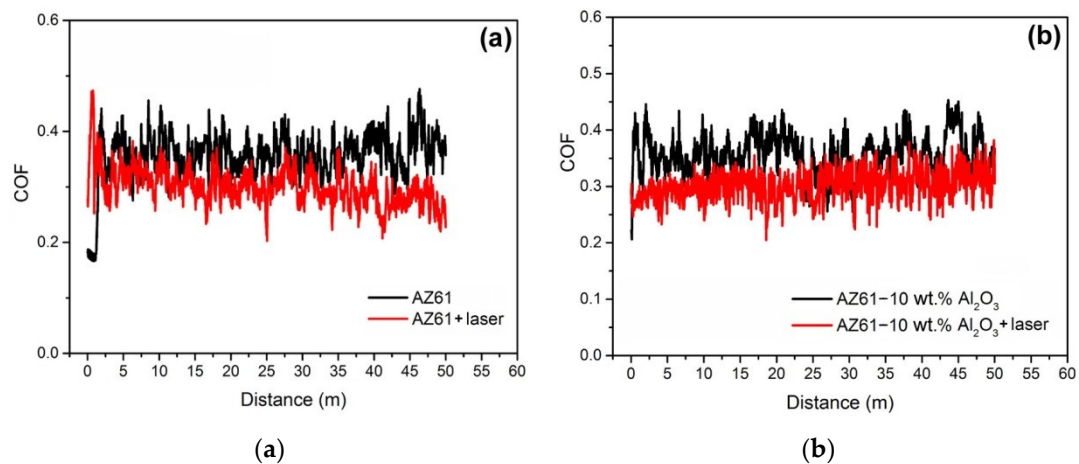 (a)
0.6
0.4
0.2
0.0
COF
AZ61
AZ61+laser
0 5 10 15 20 25 30 35 40 45 50 55 60
Distance (m)
(b)
0.6
0.5
0.4
0.3
0.2
0.1
0.0
COF
AZ61−10 wt.% Al₂O₃
AZ61−10 wt.% Al₂O₃+laser
0 5 10 15 20 25 30 35 40 45 50 55 60
Distance (m)
(a)
(b)